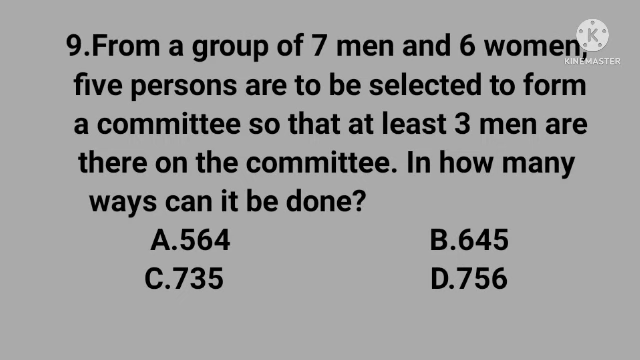 9.From a group of 7 men and 6 women,
five persons are to be selected to form
a committee so that at least 3 men are
there on the committee. In how many
ways can it be done?
A.564 B.645
C.735 D.756
K
KINEMASTER